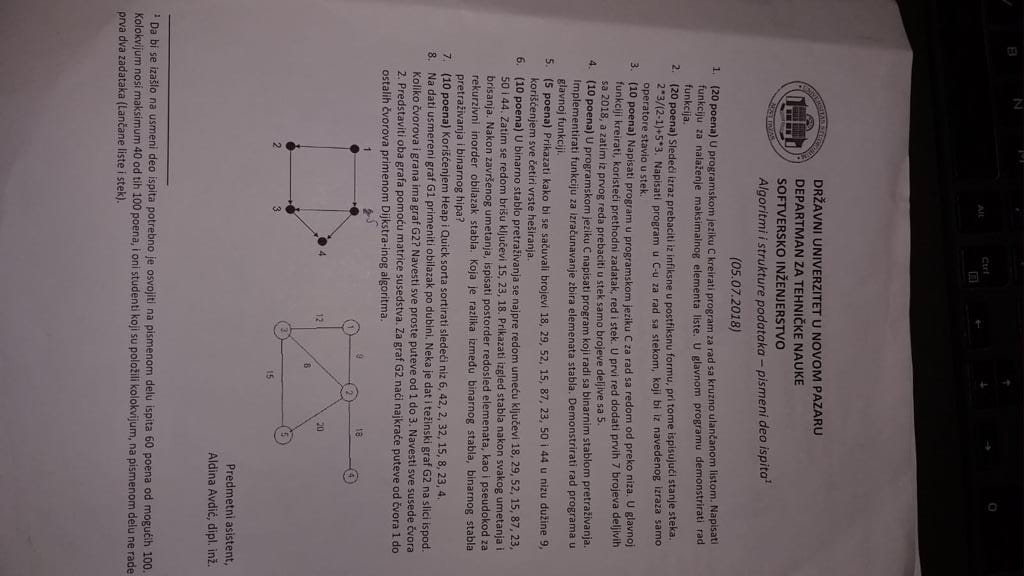 B N M
Alt Ctrl ← ↑ ↓ → O
UNIVERSITAS STUDIORUM
NOVI PAZAR
DRŽAVNI UNIVERZITET U NOVOM PAZARU
DEPARTMAN ZA TEHNIČKE NAUKE
SOFTVERSKO INŽENJERSTVO
Algoritmi i strukture podataka – pismeni deo ispita¹
(05.07.2018)
1. (20 poena) U programskom jeziku C kreirati program za rad sa kruzno ulančanom listom. Napisati
funkciju za nalaženje maksimalnog elementa liste. U glavnom programu demonstrirati rad
funkcija.
2. (20 poena) Sledeći izraz prebaciti iz infiksne u postfiksnu formu, pri tome ispisujući stanje steka.
2*3/(2-1)+5*3. Napisati program u C-u za rad sa stekom, koji bi iz navedenog izraza samo
operatore stavio u stek.
3. (10 poena) Napisati program u programskom jeziku C za rad sa redom od preko niza. U glavnoj
funkciji kreirati, koristeći prethodni zadatak, red i stek. U prvi red dodati prvih 7 brojeva deljivih
sa 2018, a zatim iz prvog reda prebaciti u stek samo brojeve deljive sa 5.
4. (10 poena) U programskom jeziku C napisati program koji radi sa binarnim stablom pretraživanja.
Implementirati funkciju za izračunavanje zbira elemenata stabla. Demonstrirati rad programa u
glavnoj funkciji.
5. (5 poena) Prikazati kako bi se sačuvali brojevi 18, 29, 52, 15, 87, 23, 50 i 44 u nizu dužine 9,
korišćenjem sve četiri vrste heširanja.
6. (10 poena) U binarno stablo pretraživanja se najpre redom umeću ključevi 18, 29, 52, 15, 87, 23,
50 i 44. Zatim se redom brišu ključevi 15, 23, 18. Prikazati izgled stabla nakon svakog umetanja i
brisanja. Nakon završenog umetanja, ispisati postorder redosled elemenata, kao i pseudokod za
rekurzivni inorder obilazak stabla. Koja je razlika između binarnog stabla, binarnog stabla
pretraživanja i binarnog hipa?
7. (10 poena) Korišćenjem Heap i Quick sorta sortirati sledeći niz 6, 42, 2, 32, 15, 8, 23, 4.
8. Na dati usmereni graf G1 primeniti obilazak po dubini. Neka je dat i težinski graf G2 na slici ispod.
Koliko čvorova i grana ima graf G2? Navesti sve proste puteve od 1 do 3. Navesti sve susede čvora
2. Predstaviti oba grafa pomoću matrice susedstva. Za graf G2 naći najkraće puteve od čvora 1 do
ostalih čvorova primenom Dijkstra-inog algoritma.
1 5
4
2 3
9 18
1 2 4
12 8 20
3 5
15
Predmetni asistent,
Aldina Avdić, dipl. inž.
¹ Da bi se izašlo na usmeni deo ispita potrebno je osvojiti na pismenom delu ispita 60 poena od mogućih 100.
Kolokvijum nosi maksimum 40 od tih 100 poena, i oni studenti koji su položili kolokvijum, na pismenom delu ne rade
prva dva zadataka (Lančane liste i stek).